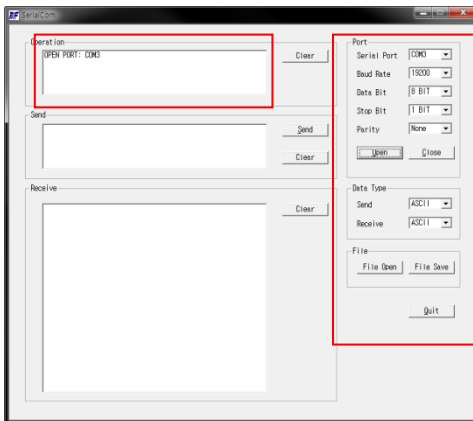 SerialCom
Operation
OPEN PORT: COM3
Clear
Send
Send
Clear
Receive
Clear
Port
Serial Port COM3
Baud Rate 19200
Data Bit 8 BIT
Stop Bit 1 BIT
Parity None
Open Close
Data Type
Send ASCII
Receive ASCII
File
File Open File Save
Quit